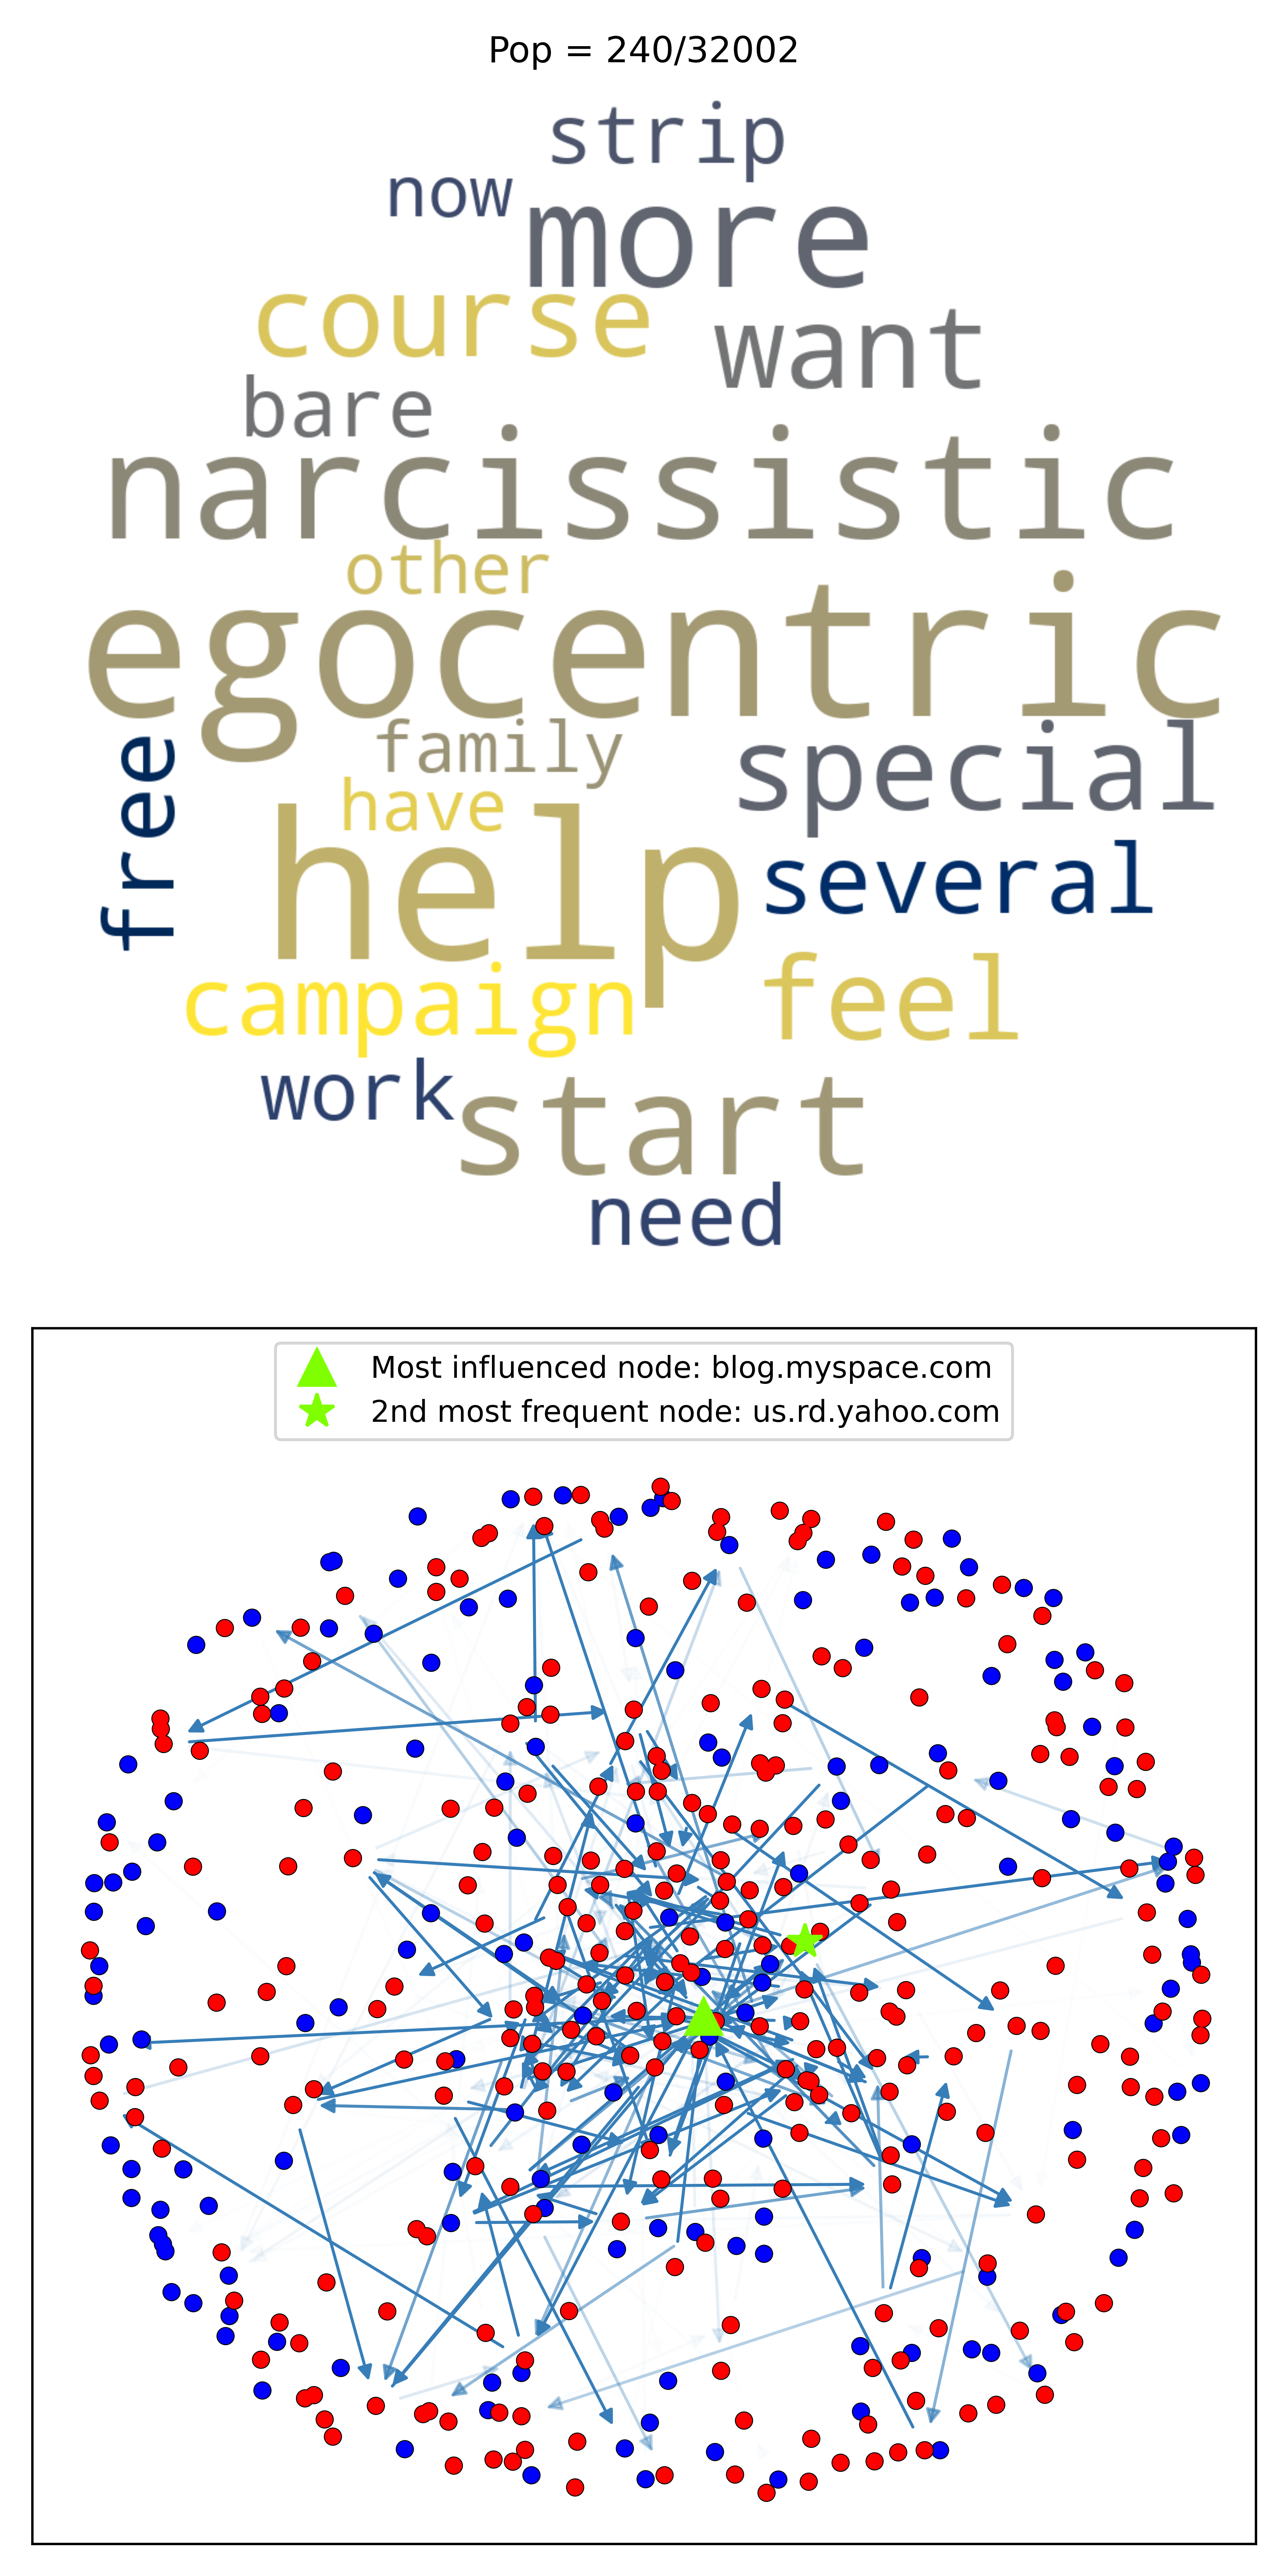 Pop = 240/32002
strip
now
more
course
want
bare
narcissistic
other
egocentric
family
special
free
have
help
several
campaign
feel
work
start
need
Most influenced node: blog.myspace.com
2nd most frequent node: us.rd.yahoo.com